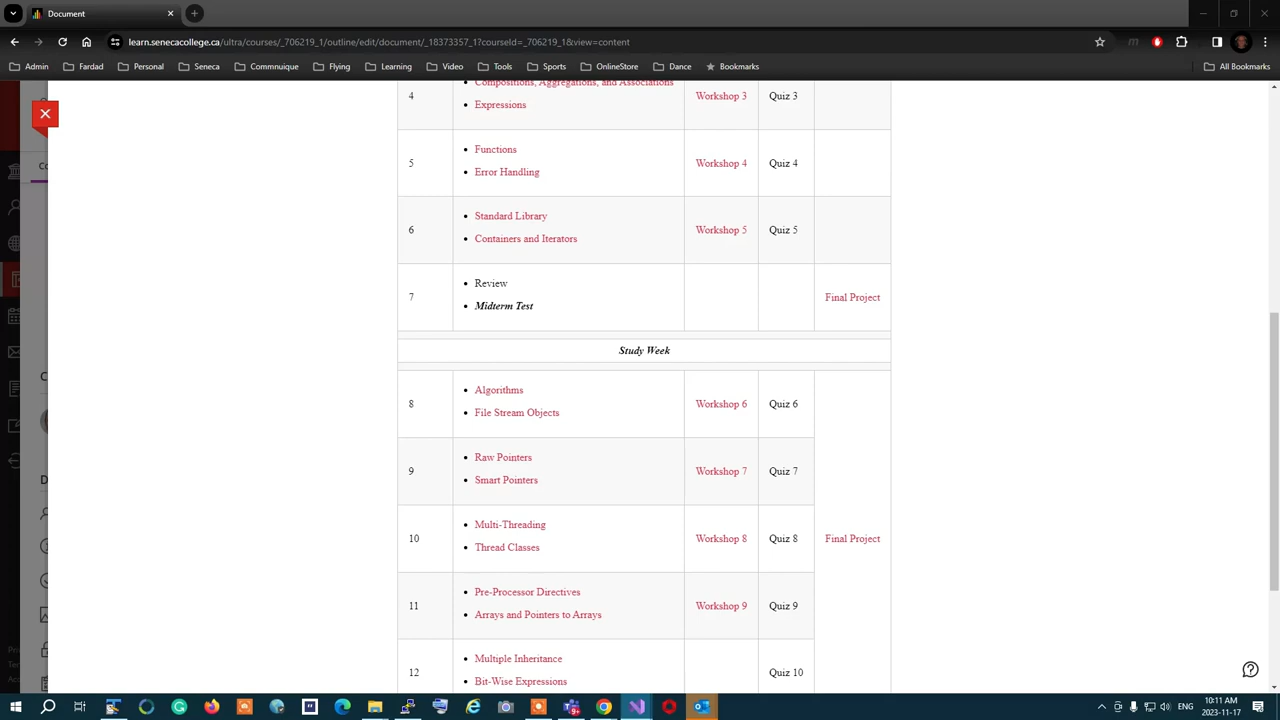 Document
learn.senecacollege.ca/ultra/courses/_706219_1/outline/edit/document/_18373357_1?courseId=_706219_1&view=content
Admin Fardad Personal Seneca Commnuique Flying Learning Video Tools Sports OnlineStore Dance Bookmarks All Bookmarks
Compositions, Aggregations, and Associations
4 Expressions Workshop 3 Quiz 3
Functions
5 Workshop 4 Quiz 4
Error Handling
Standard Library
6 Workshop 5 Quiz 5
Containers and Iterators
Review
7 Final Project
Midterm Test
Study Week
Algorithms
8 Workshop 6 Quiz 6
File Stream Objects
Raw Pointers
9 Workshop 7 Quiz 7
Smart Pointers
Multi-Threading
10 Workshop 8 Quiz 8 Final Project
Thread Classes
Pre-Processor Directives
11 Workshop 9 Quiz 9
Arrays and Pointers to Arrays
Multiple Inheritance
12 Quiz 10
Bit-Wise Expressions
ENG
10:11 AM
2023-11-17